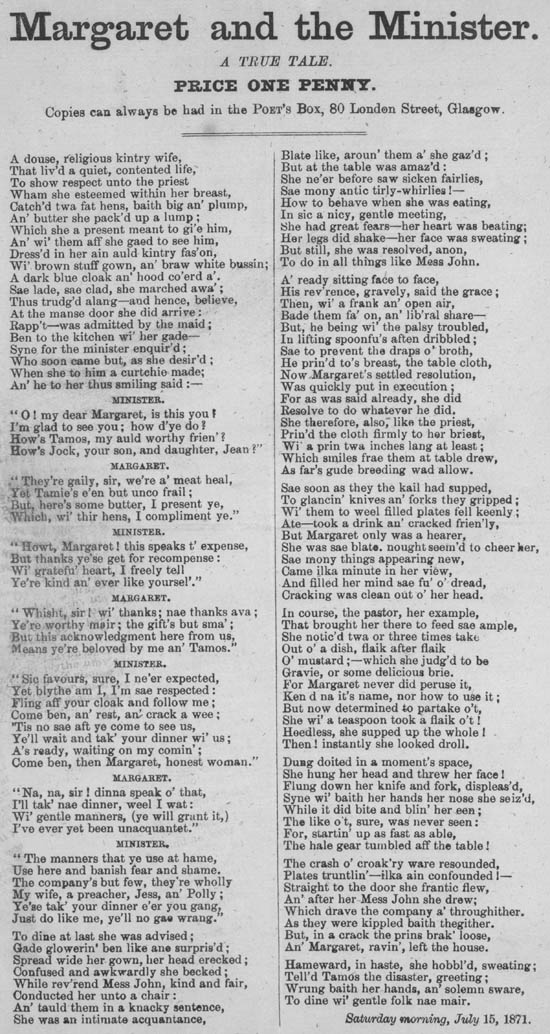 Margaret and the Minister.
A TRUE TALE.
PRICE ONE PENNY.
Copies can always be had in the POET'S BOX, 80 London Street, Glasgow.
A douse, religious kintry wife,
That liv'd a quiet, contented life,
To show respect unto the priest
Wham she esteemed within her breast,
Catch'd twa fat hens, baith big an' plump,
An' butter she pack'd up a lump;
Which she a present meant to gi'e him,
An' wi' them aff she gaed to see him,
Dress'd in her ain auld kintry fas'on,
Wi' brown stuff gown, an' braw white bussin;
A dark blue cloak an' hood co'erd a'.
Sae lade, sae clad, she marched awa';
Thus trudg'd alang—and hence, believe,
At the manse door she did arrive:
Rapp't—was admitted by the maid;
Ben to the kitchen wi' her gade—
Syne for the minister enquir'd;
Who soon came but, as she desir'd;
When she to him a curtchie made;
An' he to her thus smiling said:—
MINISTER.
"O! my dear Margaret, is this you?
I'm glad to see you; how d'ye do?
How's Tamos, my auld worthy frien'?
How's Jock, your son, and daughter, Jean?"
MARGARET.
"They're gaily, sir, we're a' meat heal,
Yet Tamie's e'en but unco frail;
But, here's some butter, I present ye,
Which, wi' thir hens, I compliment ye."
MINISTER.
"Howt, Margaret! this speaks t' expense,
But thanks ye'se get for recompense:
Wi' gratefu' heart, I freely tell
Ye're kind an' ever like yoursel'."
MARGARET.
"Whisht, sir! wi' thanks; nae thanks ava;
Ye're worthy mair; the gift's but sma';
But this acknowledgment here from us,
Means ye're beloved by me an' Tamos."
MINISTER.
"Sic favours, sure, I ne'er expected,
Yet blythe am I, I'm sae respected:
Fling aff your cloak and follow me;
Come ben, an' rest, an' crack a wee;
'Tis no sae aft ye come to see us,
Ye'll wait and tak' your dinner wi' us;
A's ready, waiting on my comin';
Come ben, then Margaret, honest woman."
MARGARET.
"Na, na, sir! dinna speak o' that,
I'll tak' nae dinner, weel I wat:
Wi' gentle manners, (ye will grant it,)
I've ever yet been unacquantet."
MINISTER.
"The manners that ye use at hame,
Use here and banish fear and shame.
The company's but few, they're wholly
My wife, a preacher, Jess, an' Polly;
Ye'se tak' your dinner e'er you gang,
Just do like me, ye'll no gae wrang."
To dine at last she was advised;
Gade glowerin' ben like ane surpris'd;
Spread wide her gown, her head erecked;
Confused and awkwardly she becked;
While rev'rend Mess John, kind and fair,
Conducted her unto a chair:
An' tauld them in a knacky sentence,
She was an intimate acquantance,
Blate like, aroun' them a' she gaz'd;
But at the table was amaz'd:
She ne'er before saw sicken fairlies,
Sae mony antic tirly-whirlies!—
How to behave when she was eating,
In sic a nicy, gentle meeting,
She had great fears—her heart was beating;
Her legs did shake—her face was sweating;
But still, she was resolved, anon,
To do in all things like Mess John.
A' ready sitting face to face,
His rev'rence, gravely, said the grace;
Then, wi' a frank an' open air,
Bade them fa' on, an' lib'ral share—
But, he being wi' the palsy troubled,
In lifting spoonfu's aften dribbled;
Sae to prevent the draps o' broth,
He prin'd to's breast, the table cloth,
Now Margaret's settled resolution,
Was quickly put in execution;
For as was said already, she did
Resolve to do whatever he did.
She therefore, also, like the priest,
Prin'd the cloth firmly to her briest,
Wi' a prin twa inches lang at least;
Which smiles frae them at table drew,
As far's gude breeding wad allow.
Sae soon as they the kail had supped,
To glancin' knives an' forks they gripped;
Wi' them to weel filled plates fell keenly;
Ate—took a drink an' cracked frien'ly,
But Margaret only was a hearer,
She was sae blate. nought seem'd to cheer her,
Sae mony things appearing new,
Came ilka minute in her view,
And filled her mind sae fu' o' dread,
Cracking was clean out o' her head.
In course, the pastor, her example,
That brought her there to feed sae ample,
She notic'd twa or three times take
Out o' a dish, flaik after flaik
O' mustard;—which she judg'd to be
Gravie, or some delicious brie.
For Margaret never did peruse it,
Ken d na it's name, nor how to use it;
But now determined to partake o't,
She wi' a teaspoon took a flaik o't!
Heedless, she supped up the whole!
Then! instantly she looked droll.
Dung doited in a moment's space,
She hung her head and threw her face!
Flung down her knife and fork, displeas'd,
Syne wi' baith her hands her nose she seiz'd,
While it did bite and blin' her een;
The like o't, sure, was never seen:
For, startin' up as fast as able,
The hale gear tumbled aff the table!
The crash o' croak'ry ware resounded,
Plates truntlin'—ilka ain confounded!—
Straight to the door she frantic flew,
An' after her Mess John she drew;
Which drave the company a' throughither.
As they were kippled baith thegither.
But, in a crack the prins brak' loose,
An' Margaret, ravin', left the house.
Hameward, in haste, she hobbl'd, sweating;
Tell'd Tamos the disaster, greeting;
Wrung baith her hands, an' solemn sware,
To dine wi' gentle folk nae mair.
Saturday morning, July 15, 1871.